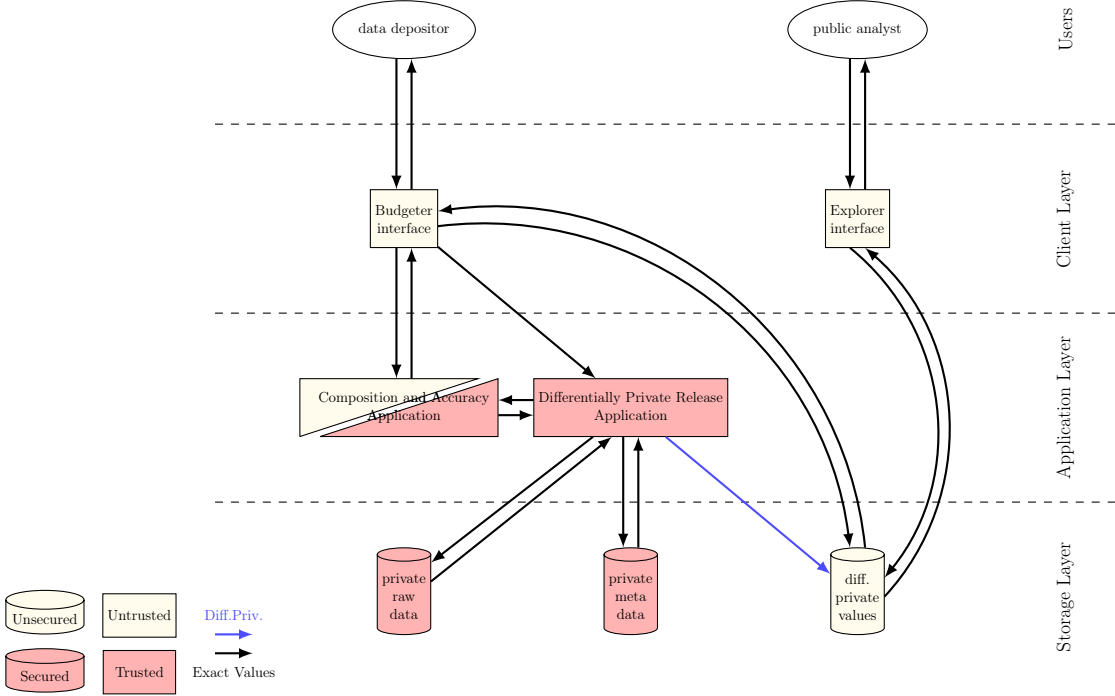 data depositor
public analyst
Users
Budgeter
interface
Explorer
interface
Client Layer
Composition and Accuracy
Application
Differentially Private Release
Application
Application Layer
private
raw
data
private
meta
data
diff.
private
values
Storage Layer
Unsecured
Untrusted
Diff.Priv.
Secured
Trusted
Exact Values